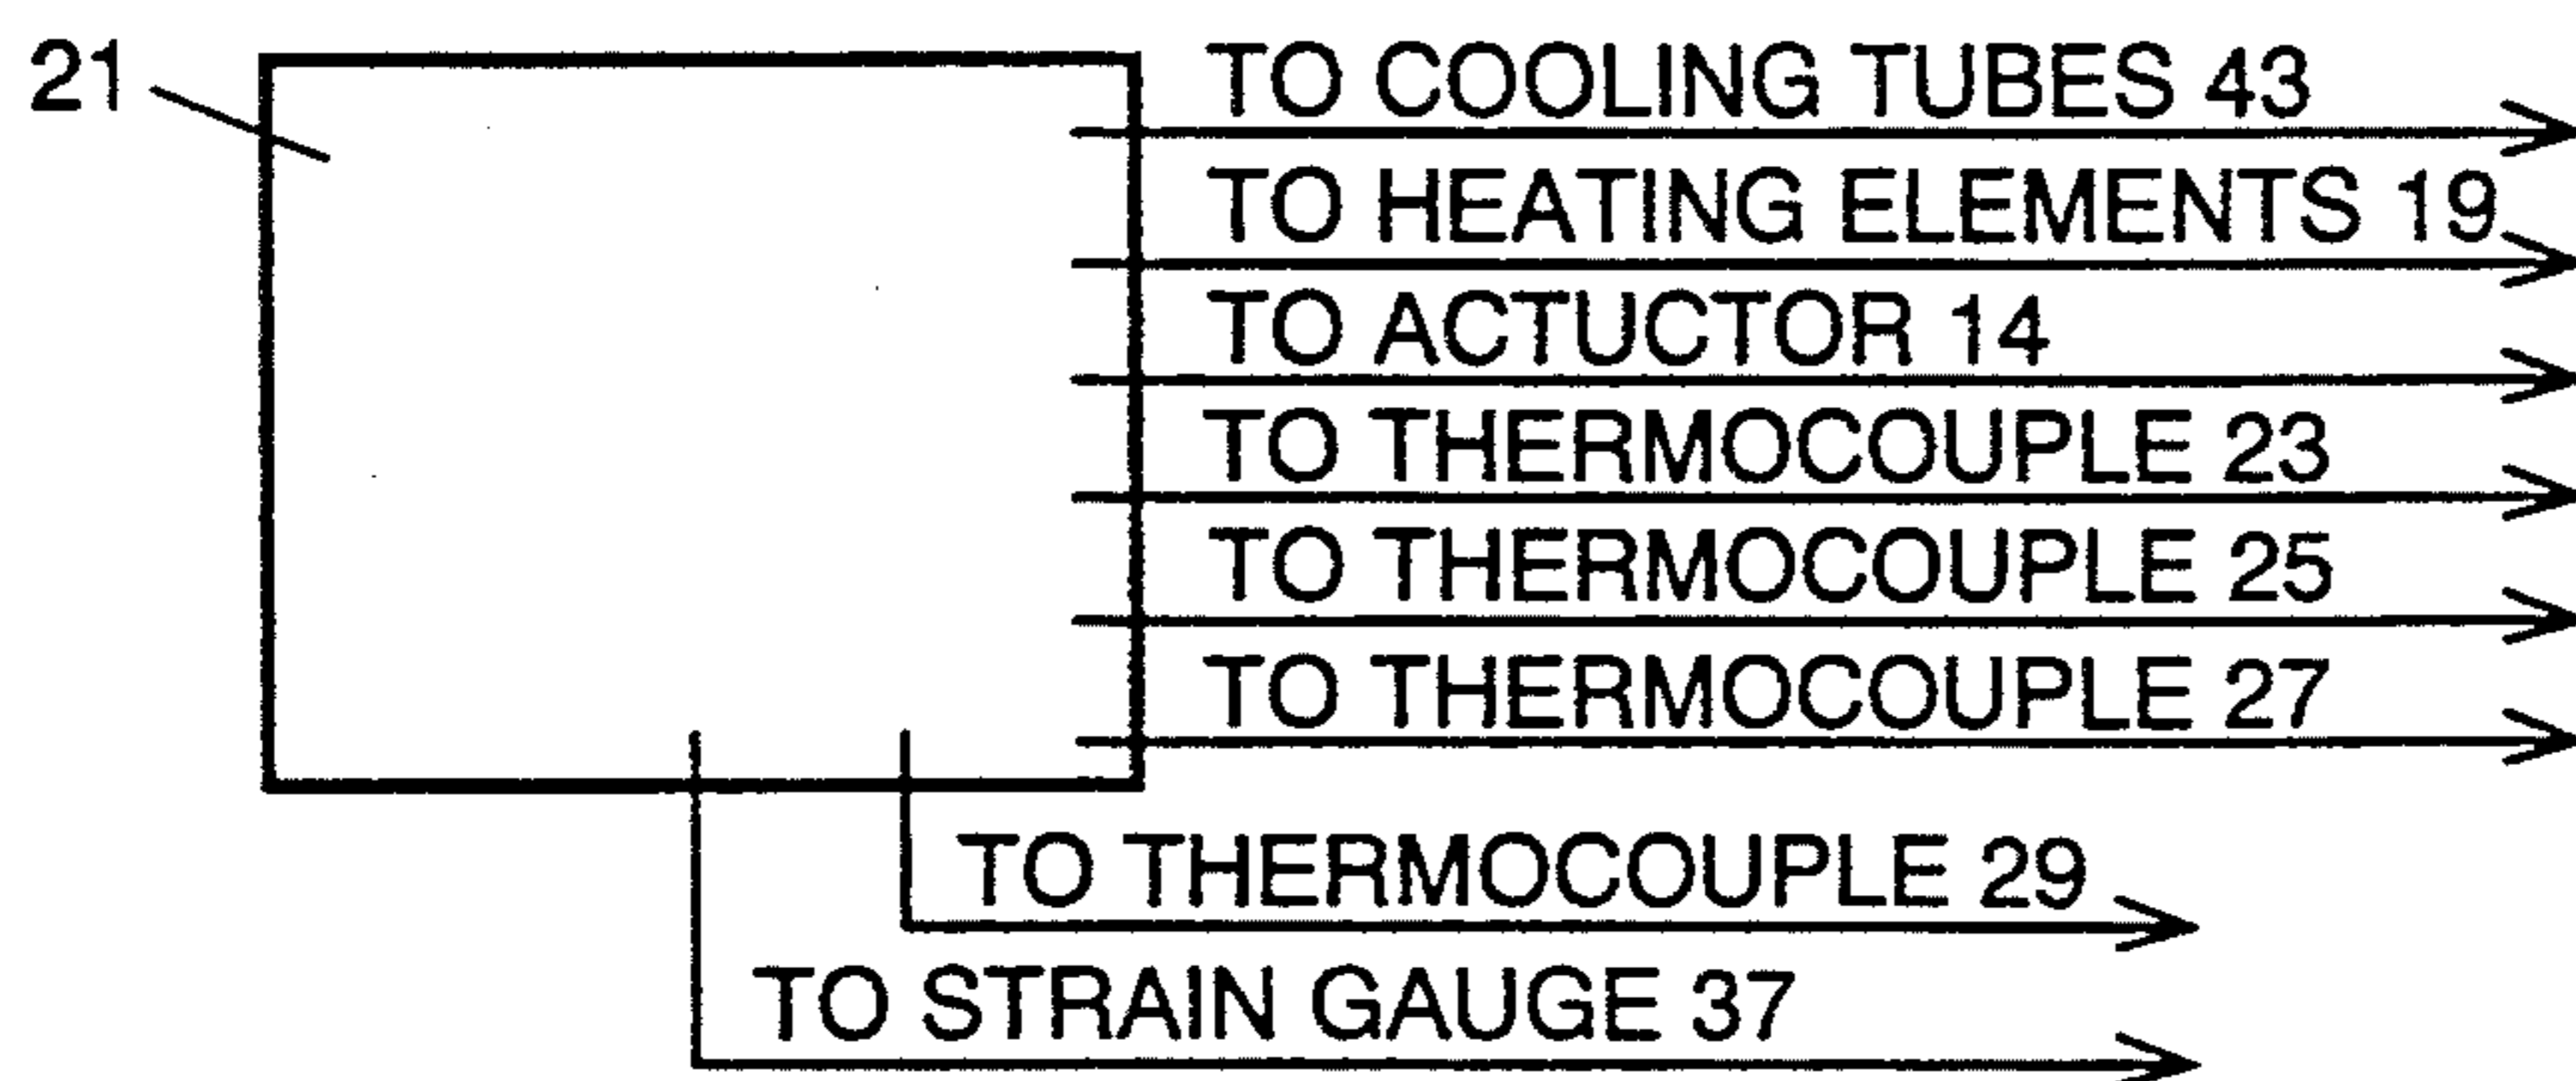 21
TO COOLING TUBES 43
TO HEATING ELEMENTS 19
TO ACTUCTOR 14
TO THERMOCOUPLE 23
TO THERMOCOUPLE 25
TO THERMOCOUPLE 27
TO THERMOCOUPLE 29
TO STRAIN GAUGE 37